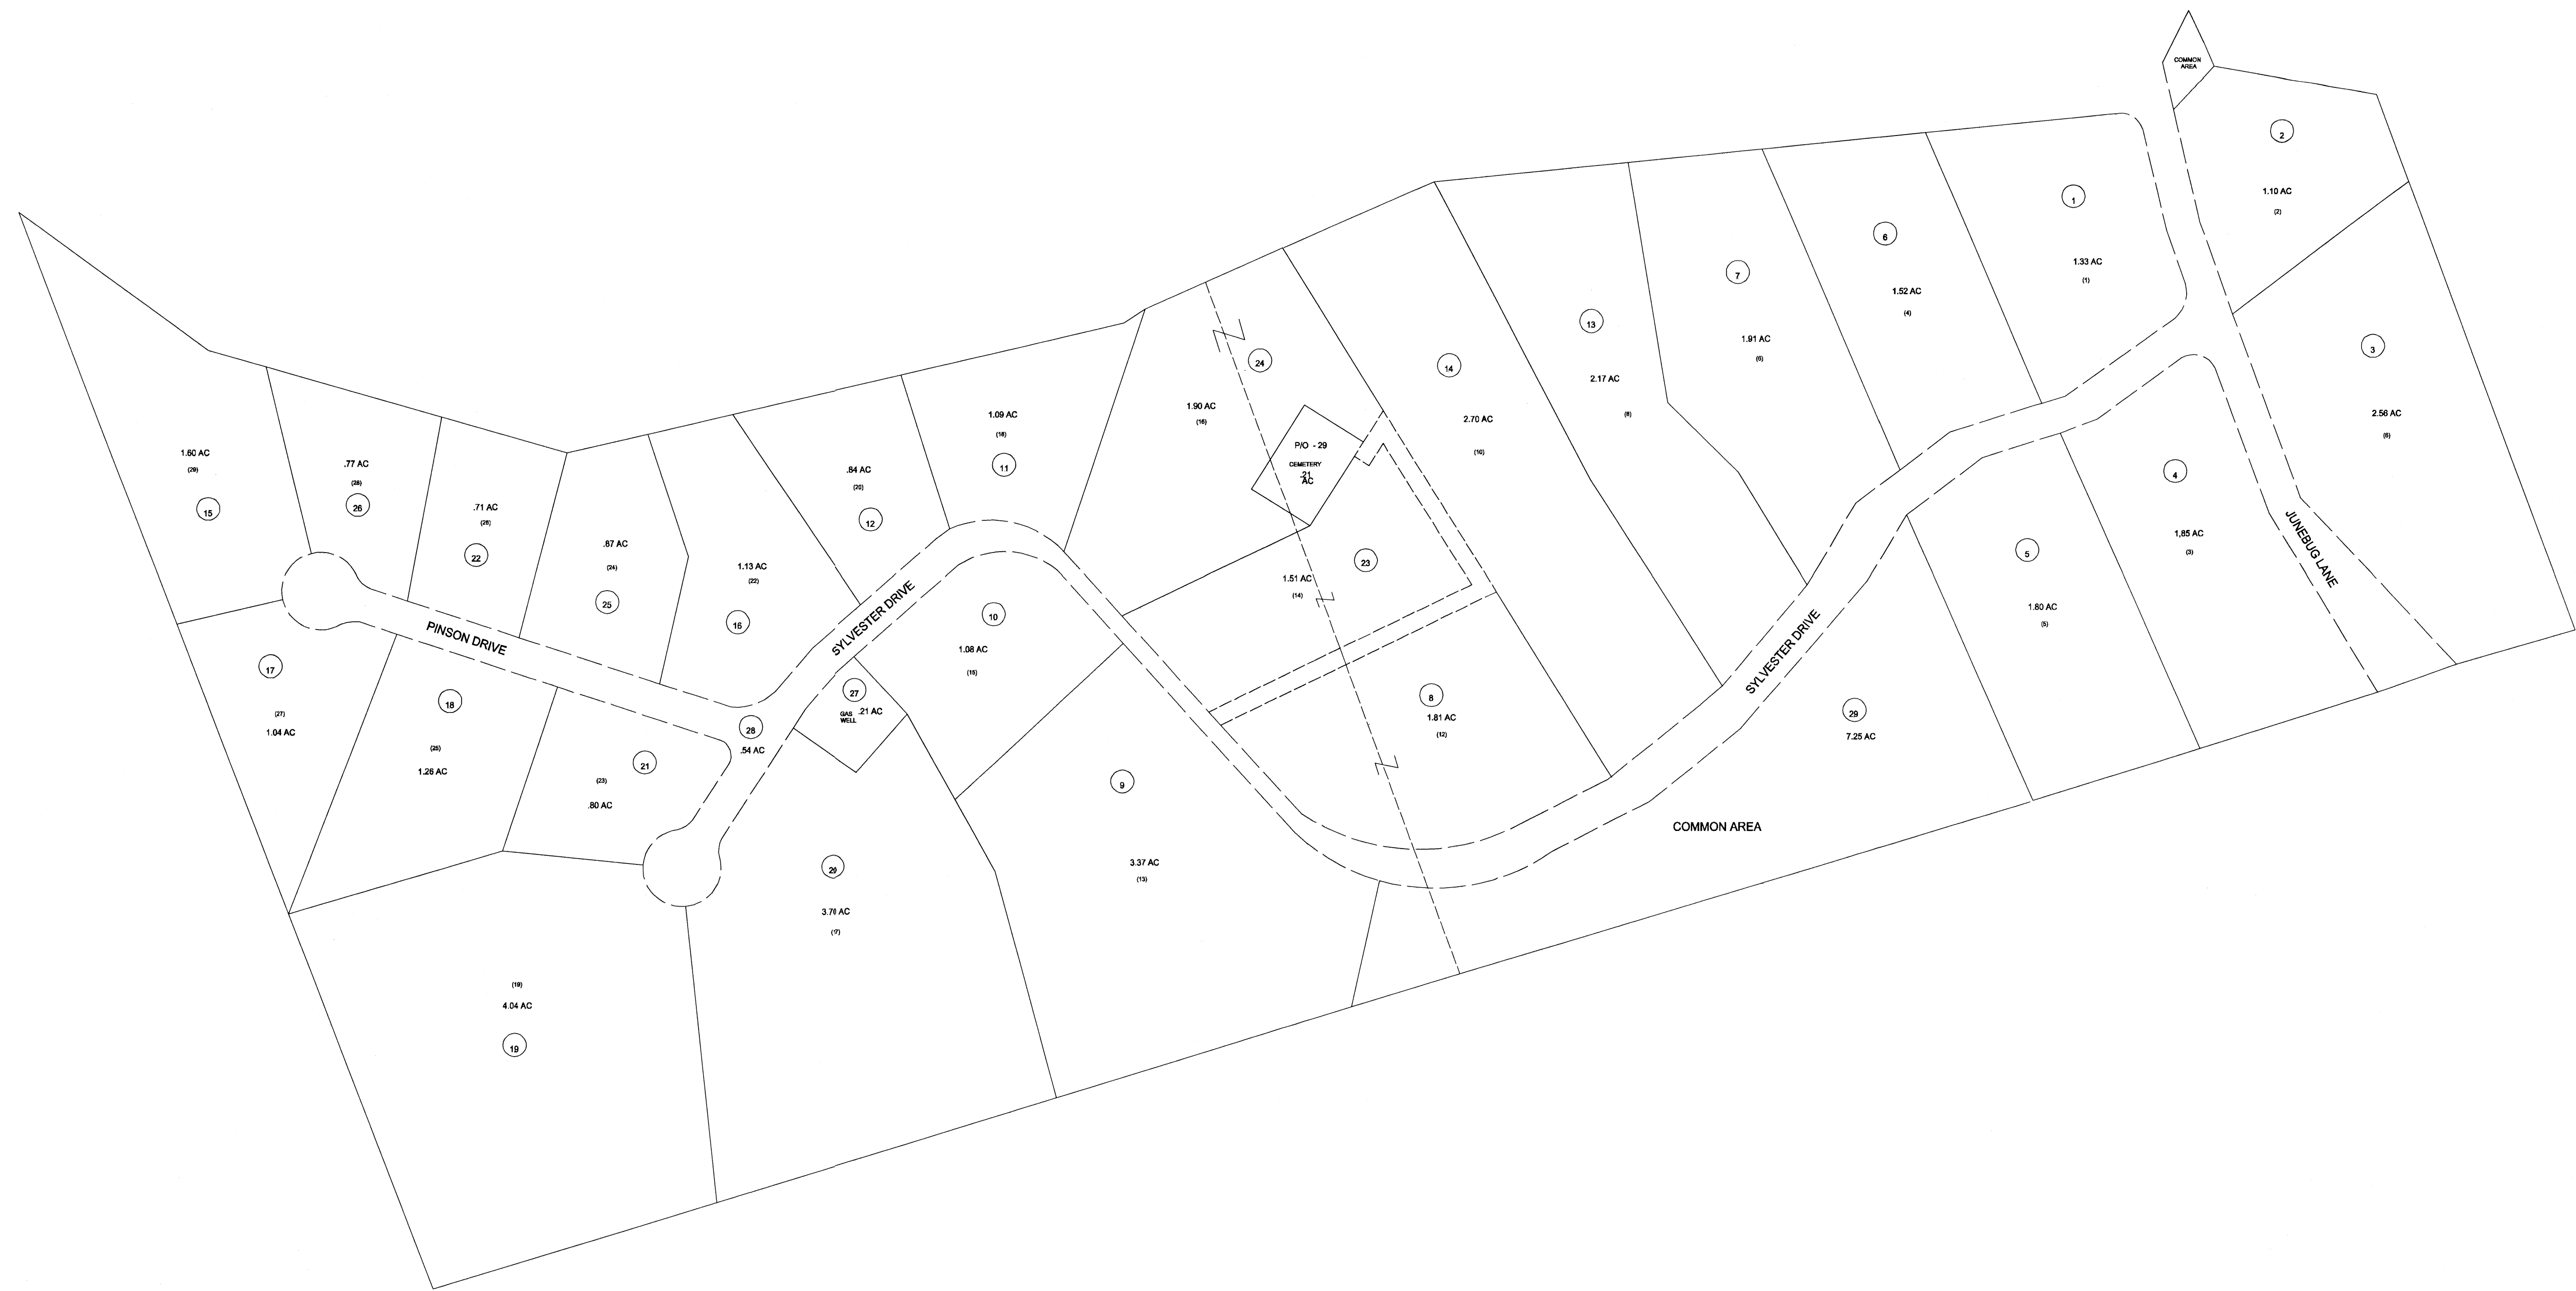 COMMON
AREA
2
1.10 AC
(2)
1
1.33 AC
(1)
6
1.52 AC
(4)
7
1.91 AC
(6)
13
2.17 AC
(8)
14
2.70 AC
(10)
3
2.56 AC
(6)
4
1.85 AC
(3)
JUNEBUG LANE
5
1.80 AC
(5)
24
1.90 AC
(16)
P/O - 29
CEMETERY
.21
AC
23
1.51 AC
(14)
8
1.81 AC
(12)
SYLVESTER DRIVE
29
7.25 AC
COMMON AREA
1.09 AC
(18)
11
.84 AC
(20)
12
1.60 AC
(29)
15
.77 AC
(28)
26
.71 AC
(26)
22
.87 AC
(24)
25
1.13 AC
(22)
16
SYLVESTER DRIVE
10
1.08 AC
(15)
PINSON DRIVE
17
(27)
1.04 AC
18
(25)
1.26 AC
21
(23)
.80 AC
28
.54 AC
27
GAS
WELL
.21 AC
9
3.37 AC
(13)
20
3.70 AC
(17)
(19)
4.04 AC
19